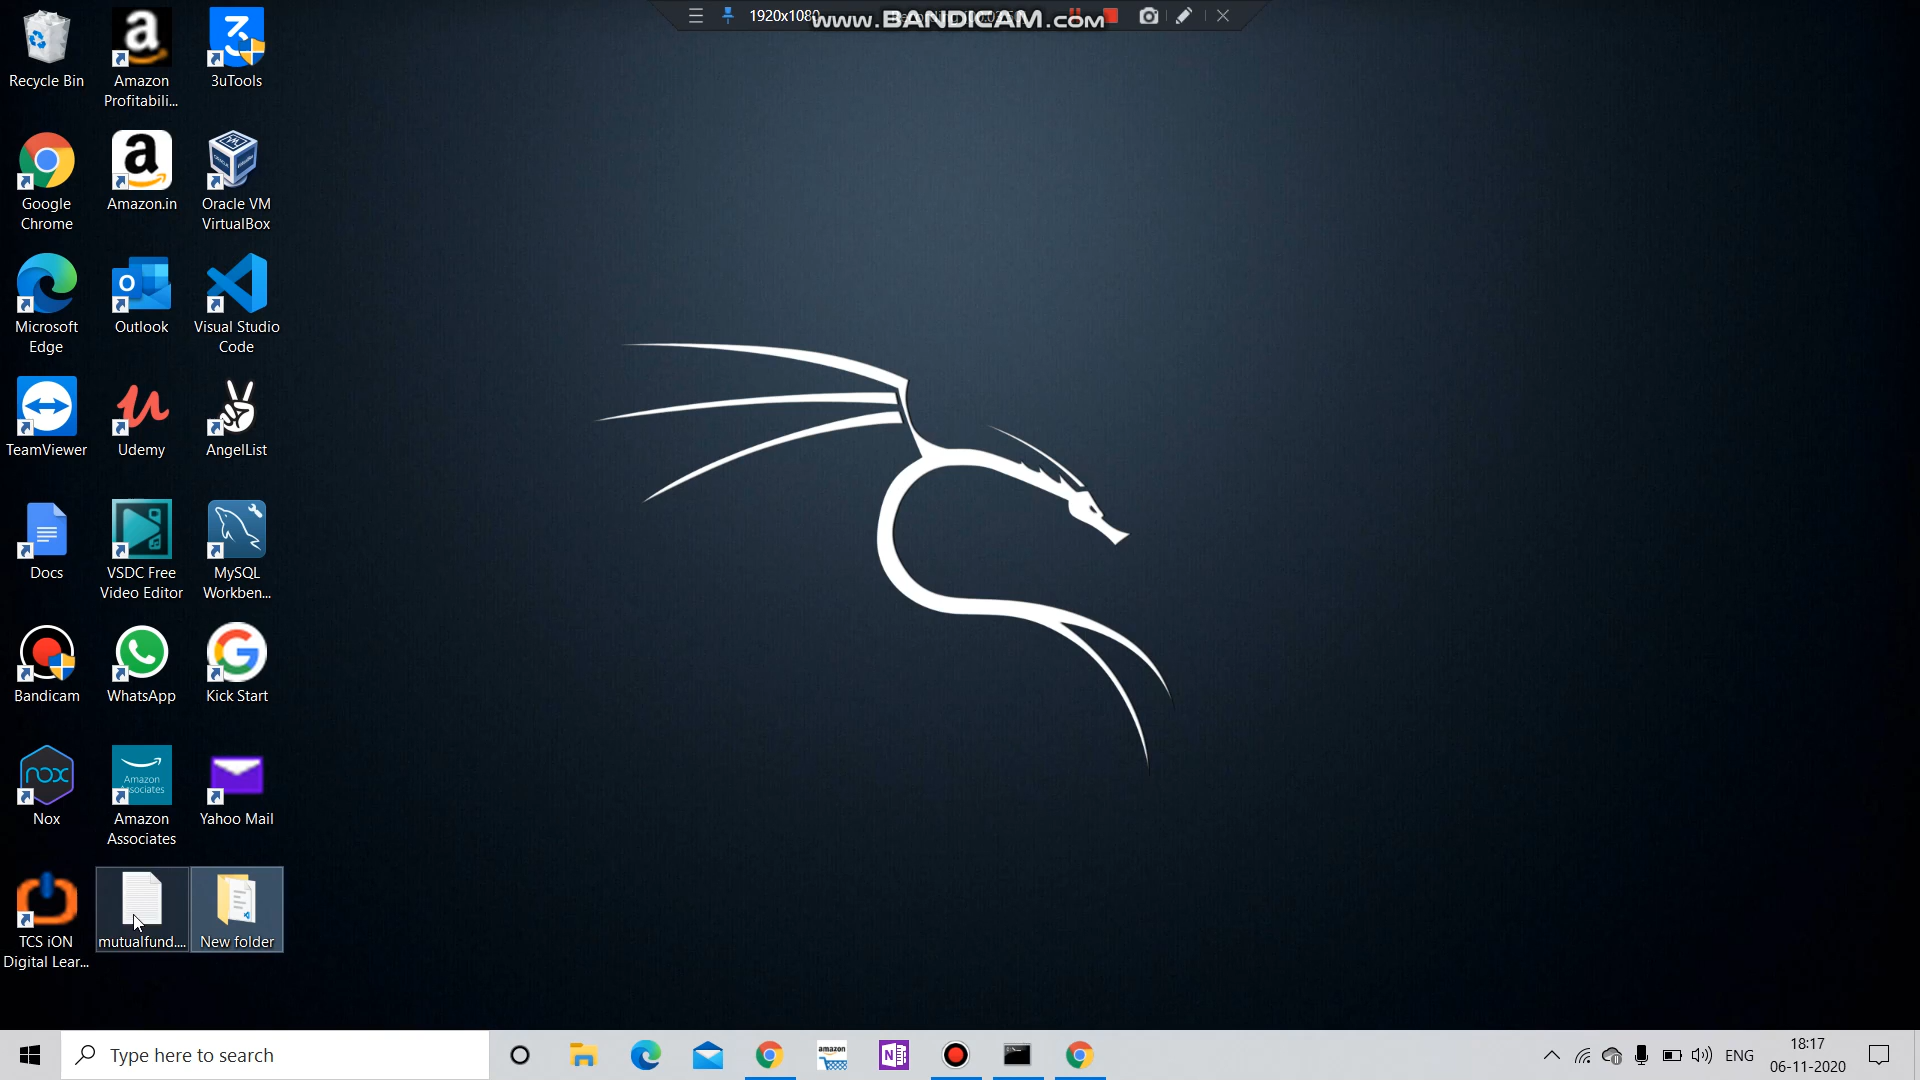 1920x1080
www.BANDICAM.com
Recycle Bin
Amazon
Profitabili...
3uTools
Google
Chrome
Amazon.in
Oracle VM
VirtualBox
Microsoft
Edge
Outlook
Visual Studio
Code
TeamViewer
Udemy
AngelList
Docs
VSDC Free
Video Editor
MySQL
Workben...
Bandicam
WhatsApp
Kick Start
Nox
Amazon
Associates
Yahoo Mail
TCS iON
Digital Lear...
mutualfund....
New folder
Type here to search
ENG
18:17
06-11-2020